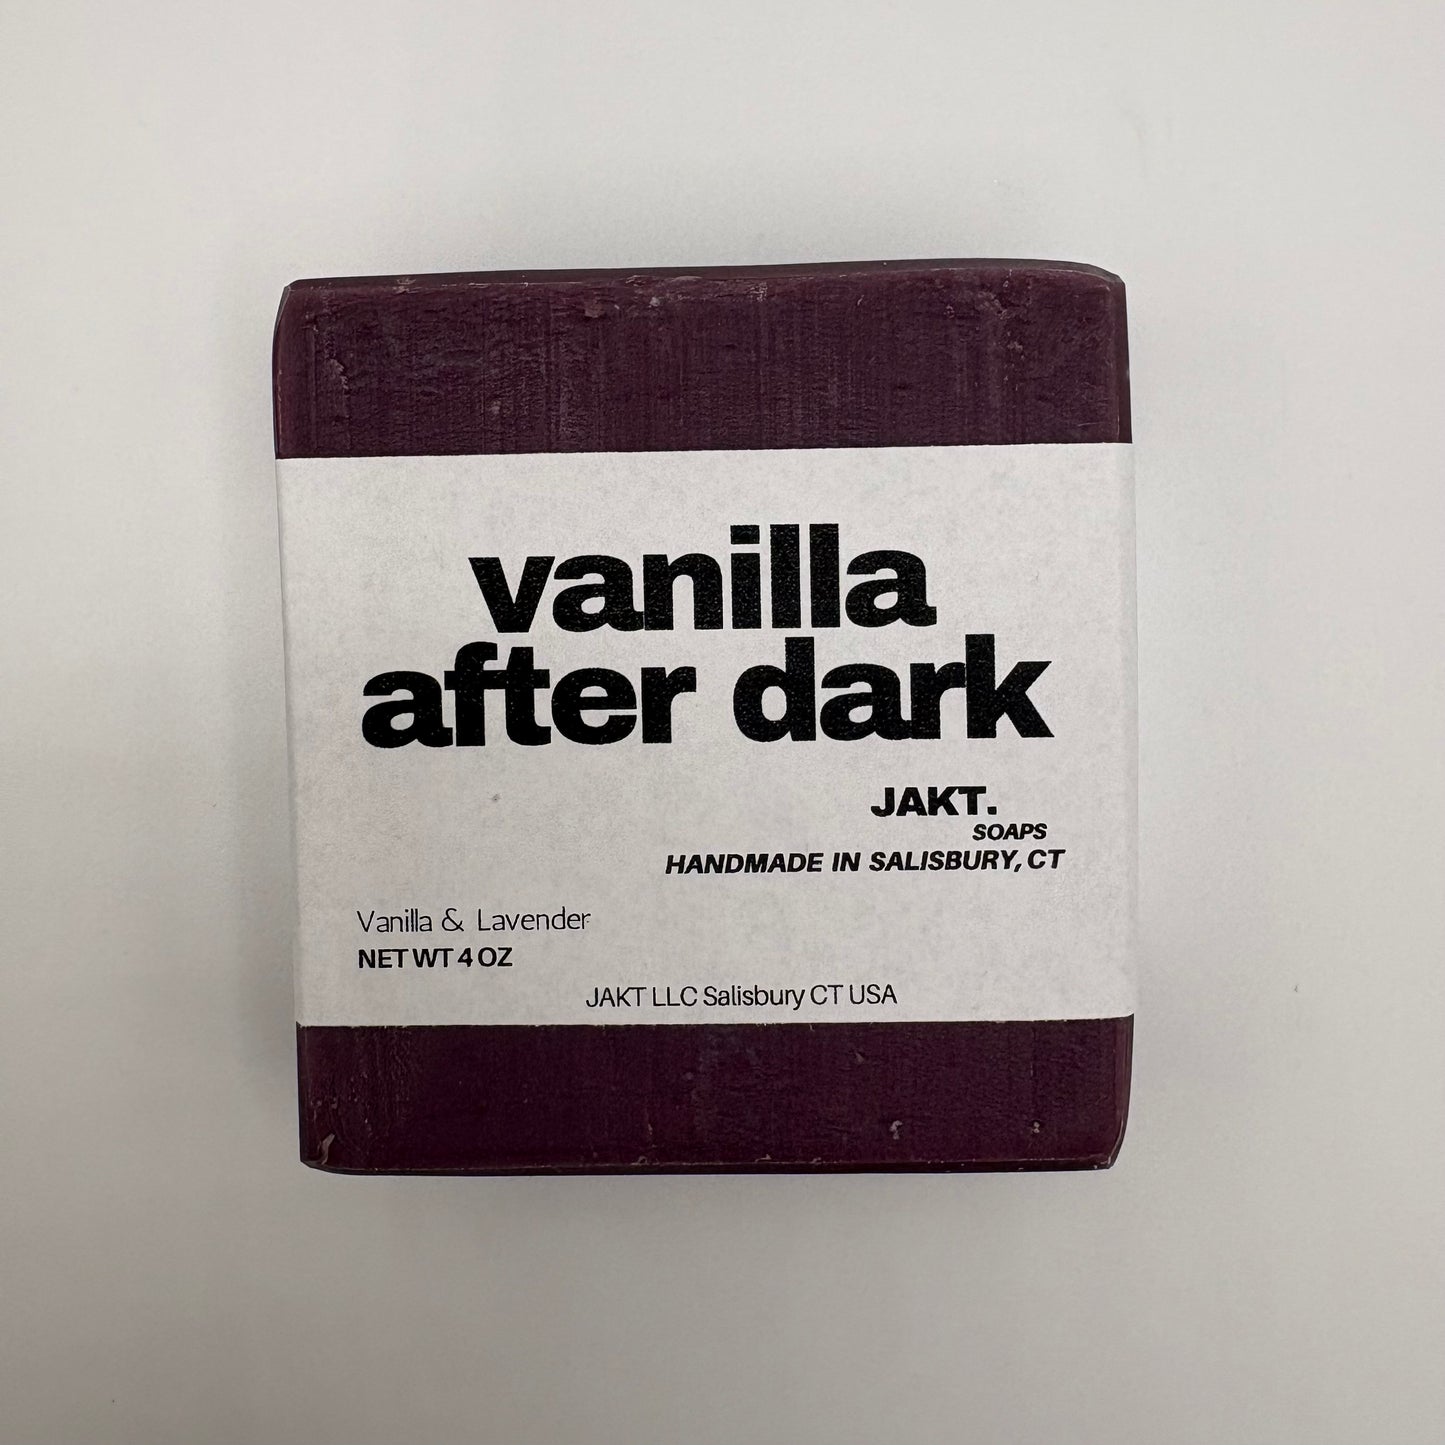 vanilla
after dark
JAKT.
SOAPS
HANDMADE IN SALISBURY, CT
Vanilla & Lavender
NET WT 4 OZ
JAKT LLC Salisbury CT USA